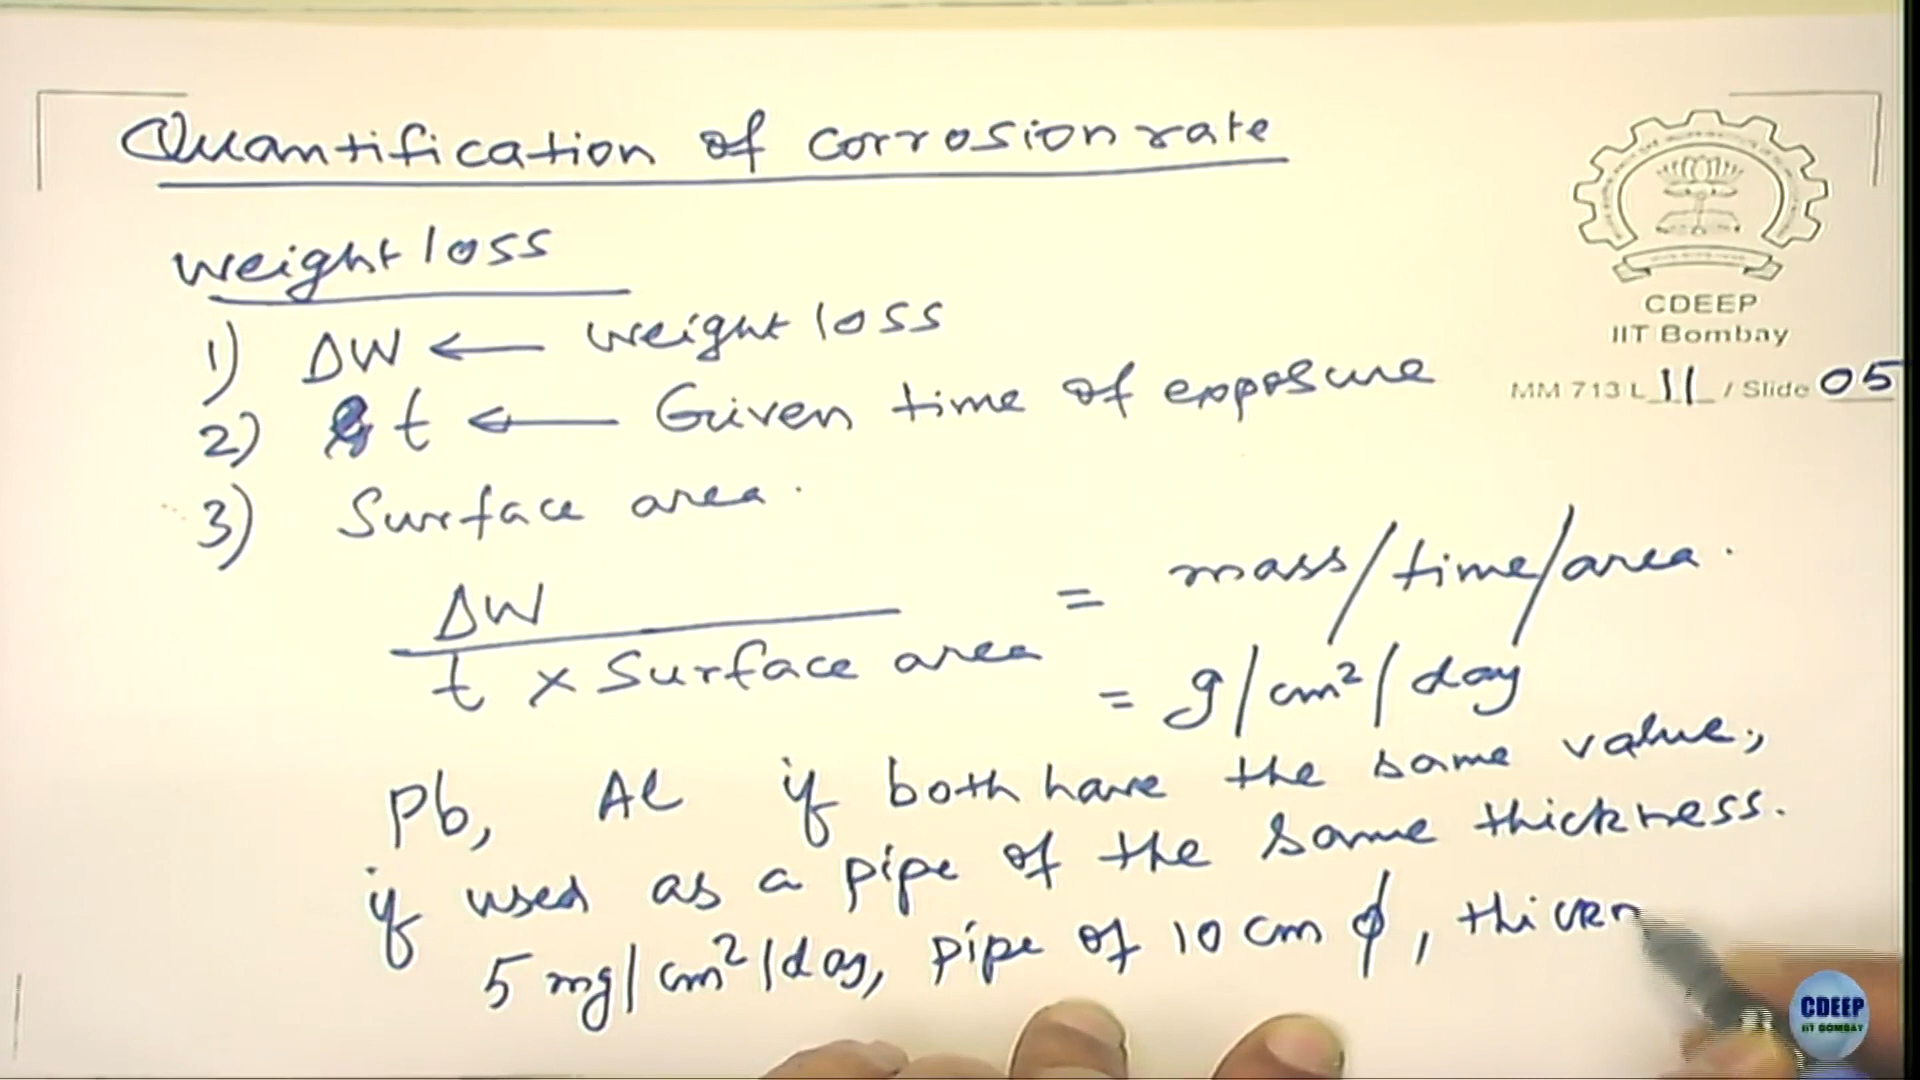 Quantification of corrosion rate
CDEEP
IIT Bombay
MM 713 L 11 / Slide 05
weight loss
1) ΔW ← weight loss
2) t ← Given time of exposure
3) Surface area.
ΔW
t × Surface area
= mass/time/area.
= g/cm²/day
Pb, Al if both have the same value,
if used as a pipe of the same thickness.
5 mg/cm²/day, pipe of 10 cm ϕ, thickn
CDEEP
IIT BOMBAY